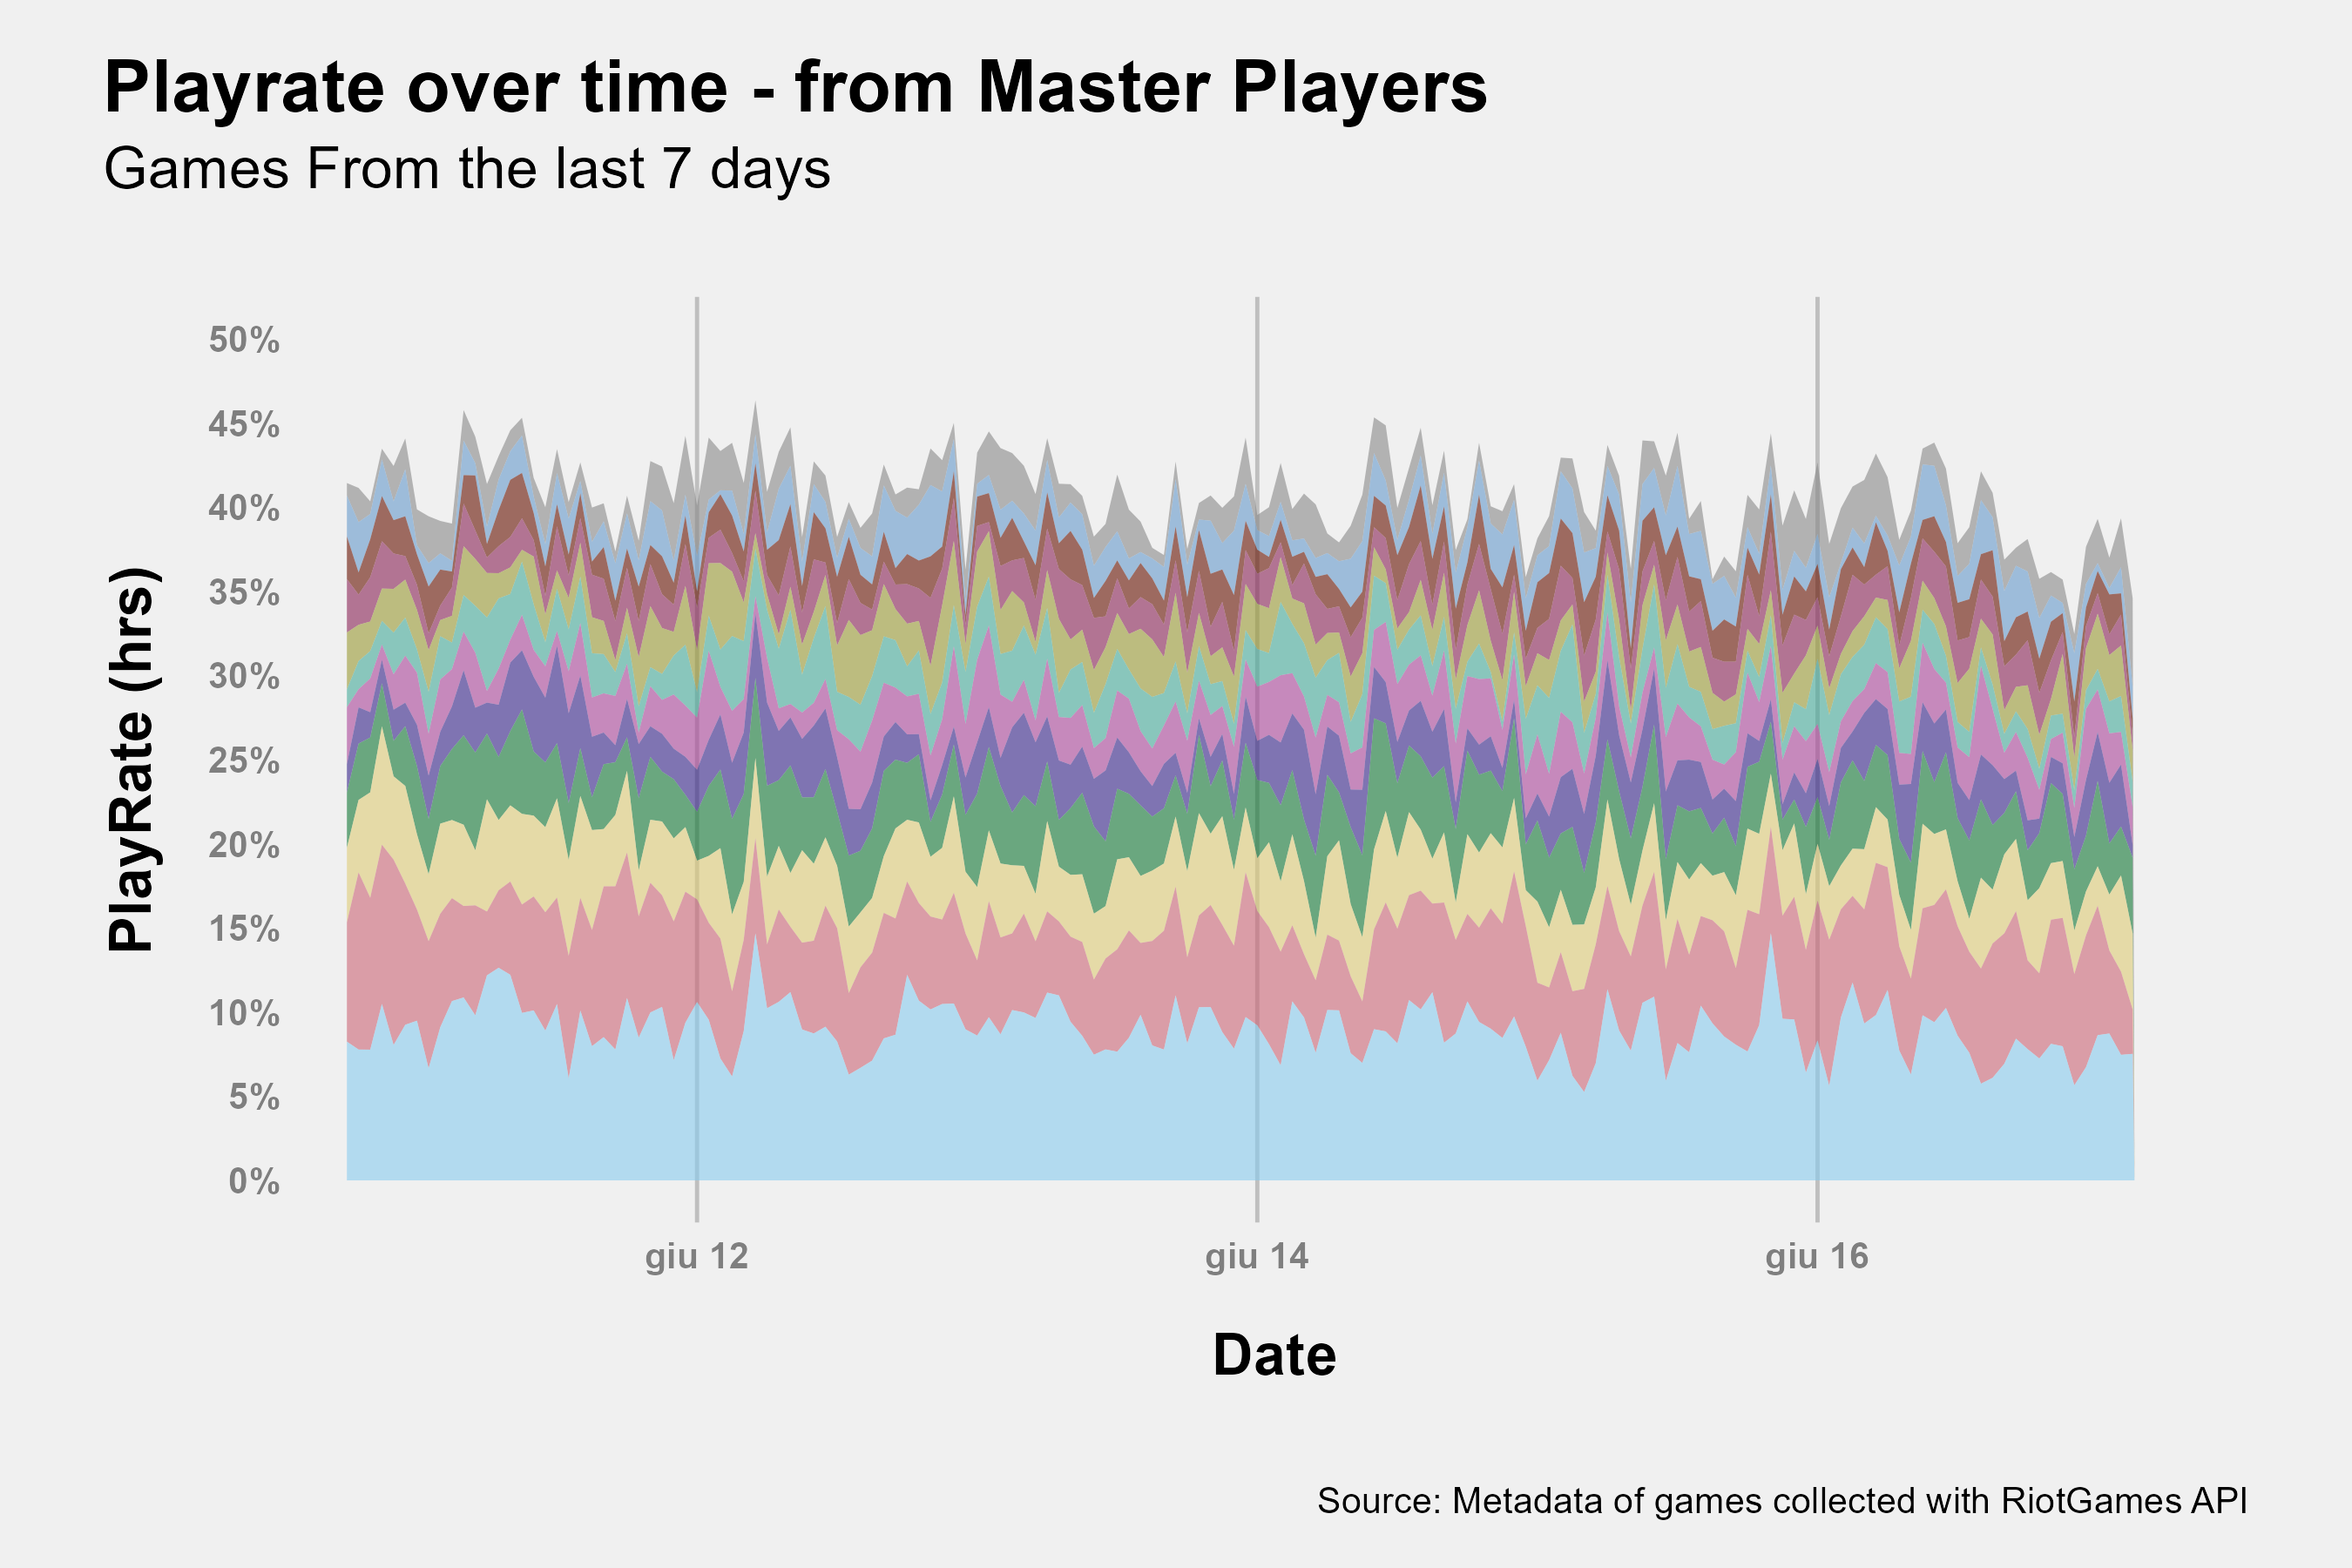 Playrate over time - from Master Players
Games From the last 7 days
PlayRate (hrs)
50%
45%
40%
35%
30%
25%
20%
15%
10%
5%
0%
giu 12
giu 14
giu 16
Date
Source: Metadata of games collected with RiotGames API